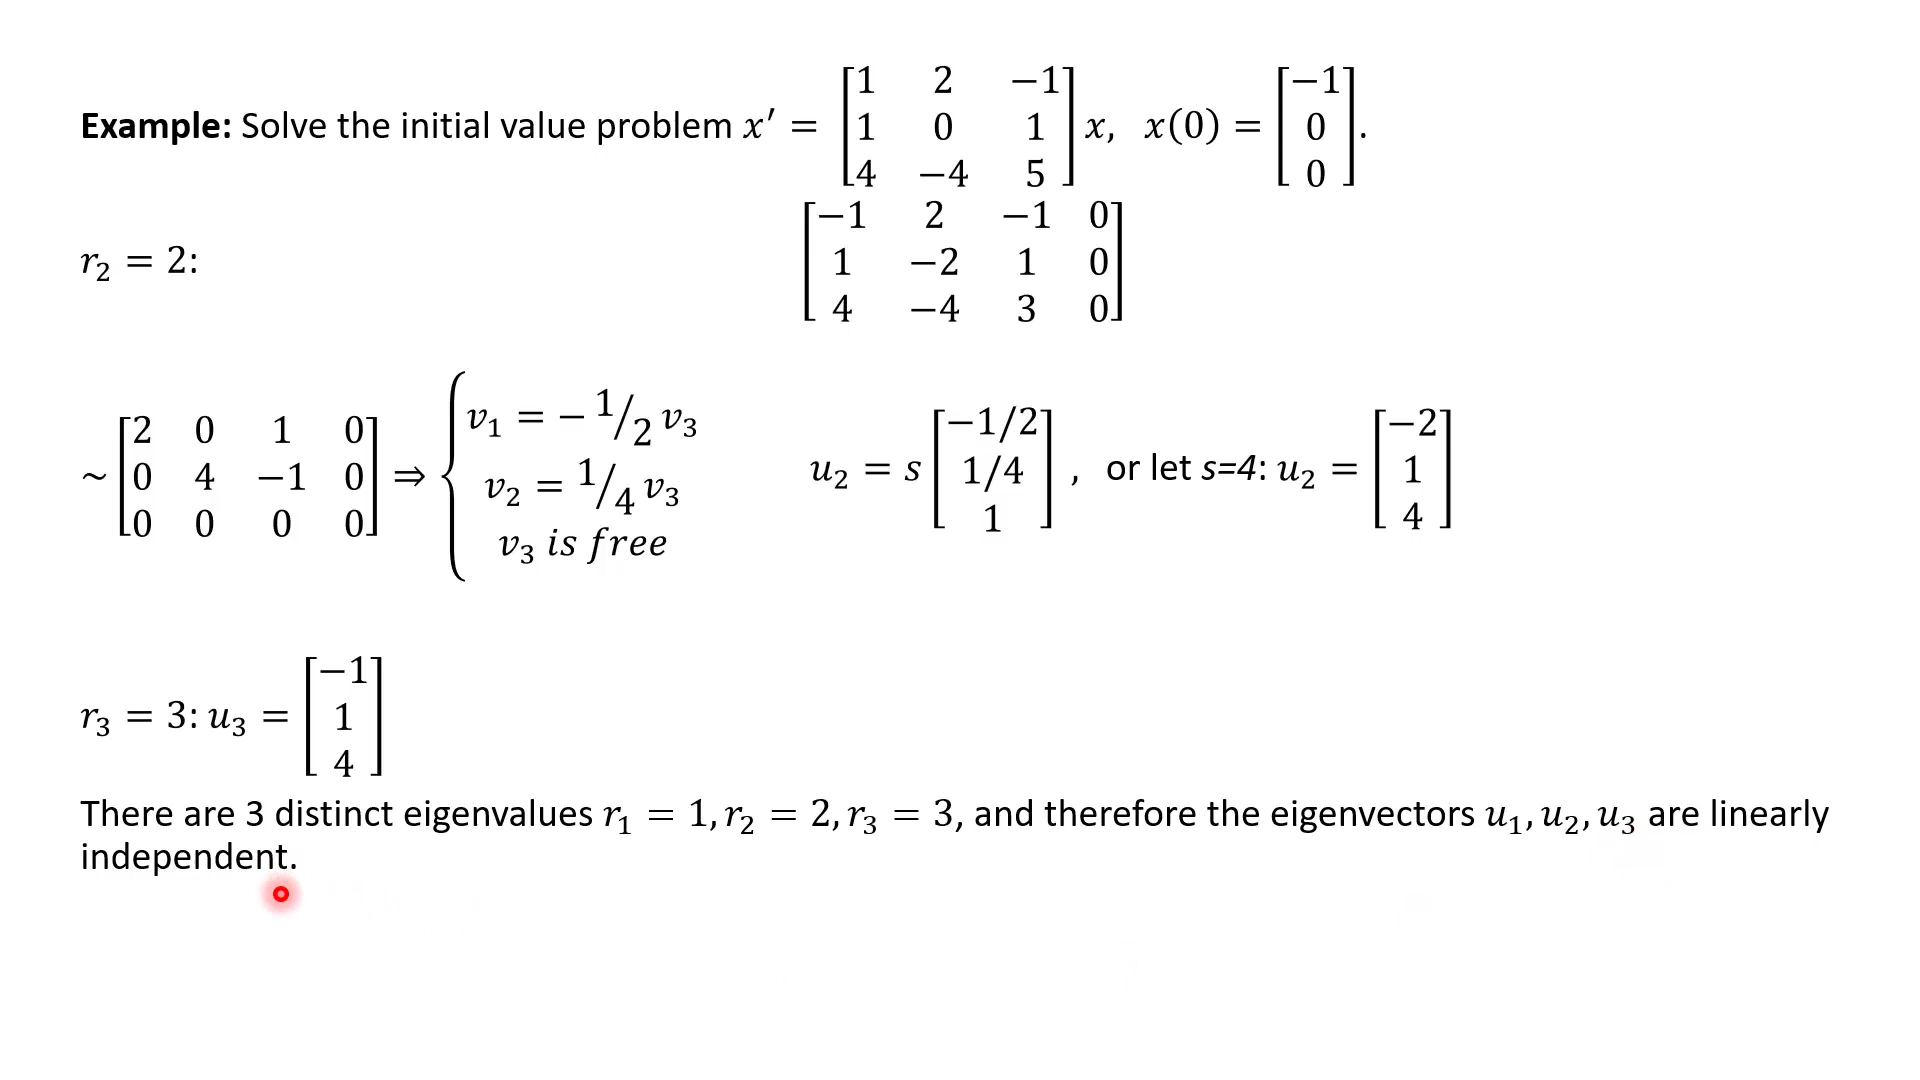 Example: Solve the initial value problem x′ = [1 2 −1; 1 0 1; 4 −4 5] x, x(0) = [−1; 0; 0].
r₂ = 2: [−1 2 −1 0; 1 −2 1 0; 4 −4 3 0]
~ [2 0 1 0; 0 4 −1 0; 0 0 0 0] ⇒ { v₁ = − 1/2 v₃; v₂ = 1/4 v₃; v₃ is free u₂ = s [−1/2; 1/4; 1] , or let s=4: u₂ = [−2; 1; 4]
r₃ = 3: u₃ = [−1; 1; 4]
There are 3 distinct eigenvalues r₁ = 1, r₂ = 2, r₃ = 3, and therefore the eigenvectors u₁, u₂, u₃ are linearly
independent.